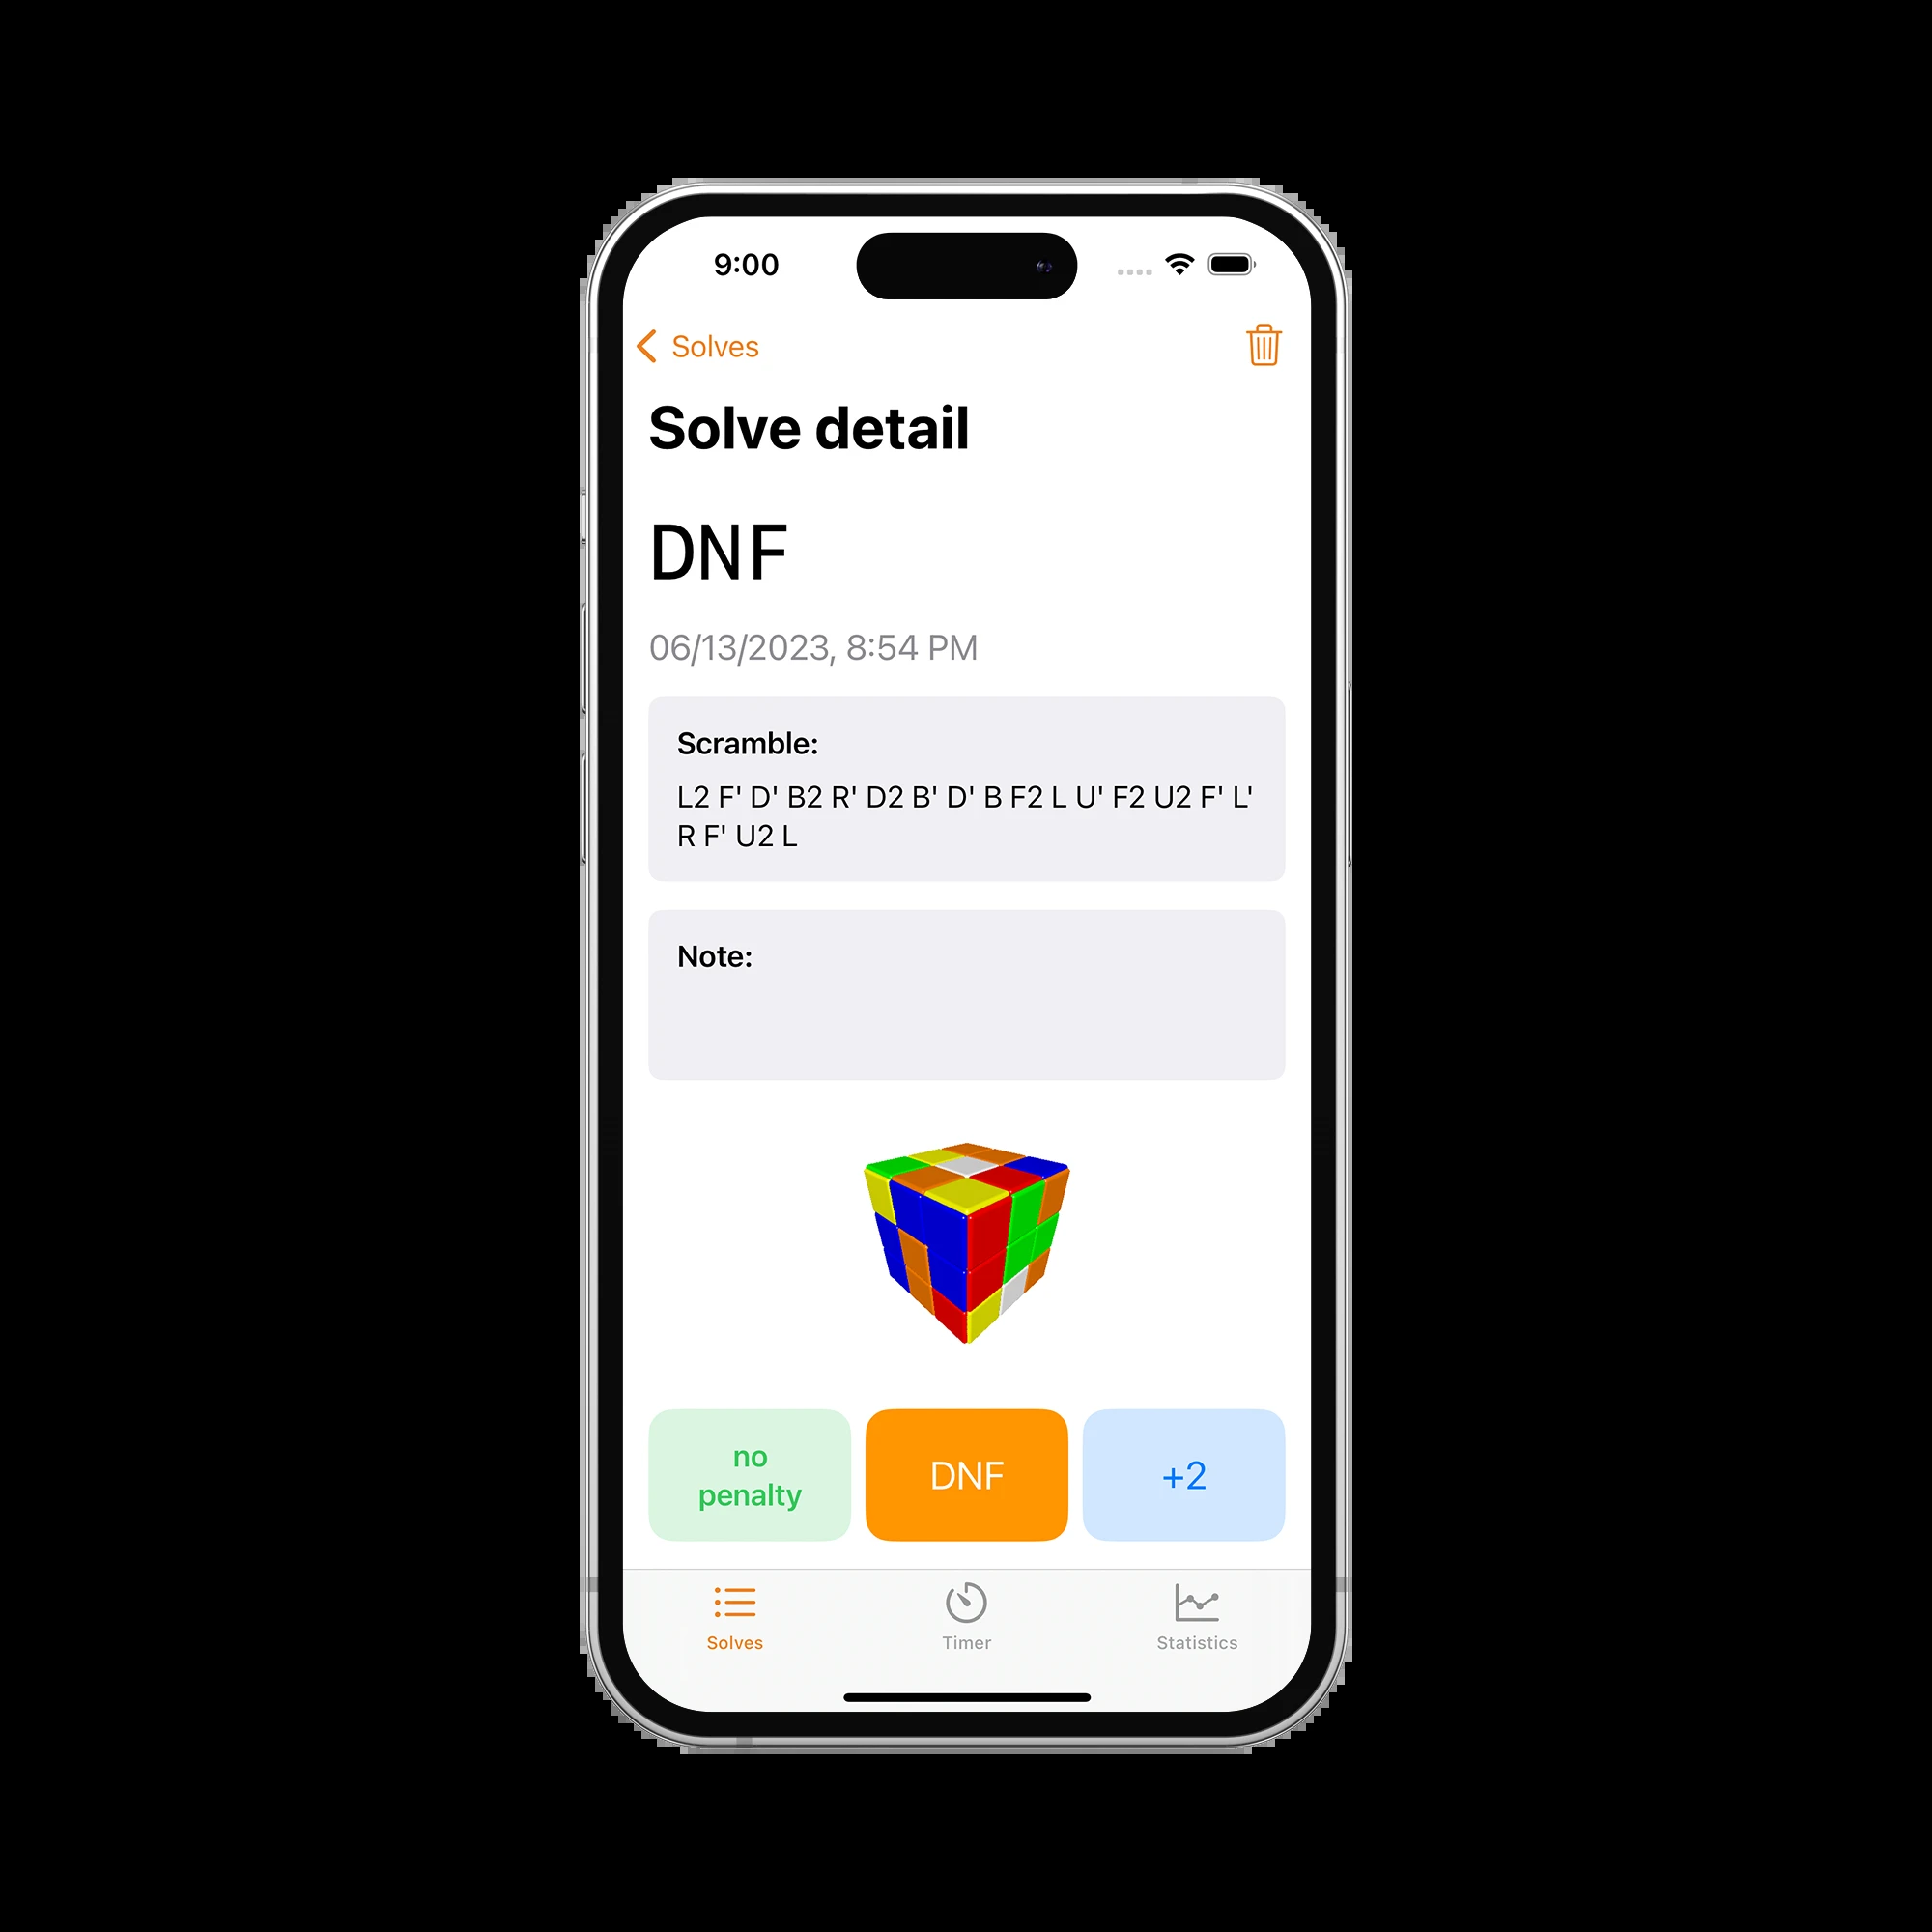 9:00
Solves
Solve detail
DNF
06/13/2023, 8:54 PM
Scramble:
L2 F' D' B2 R' D2 B' D' B F2 L U' F2 U2 F' L'
R F' U2 L
Note:
no
penalty
DNF
+2
Solves
Timer
Statistics